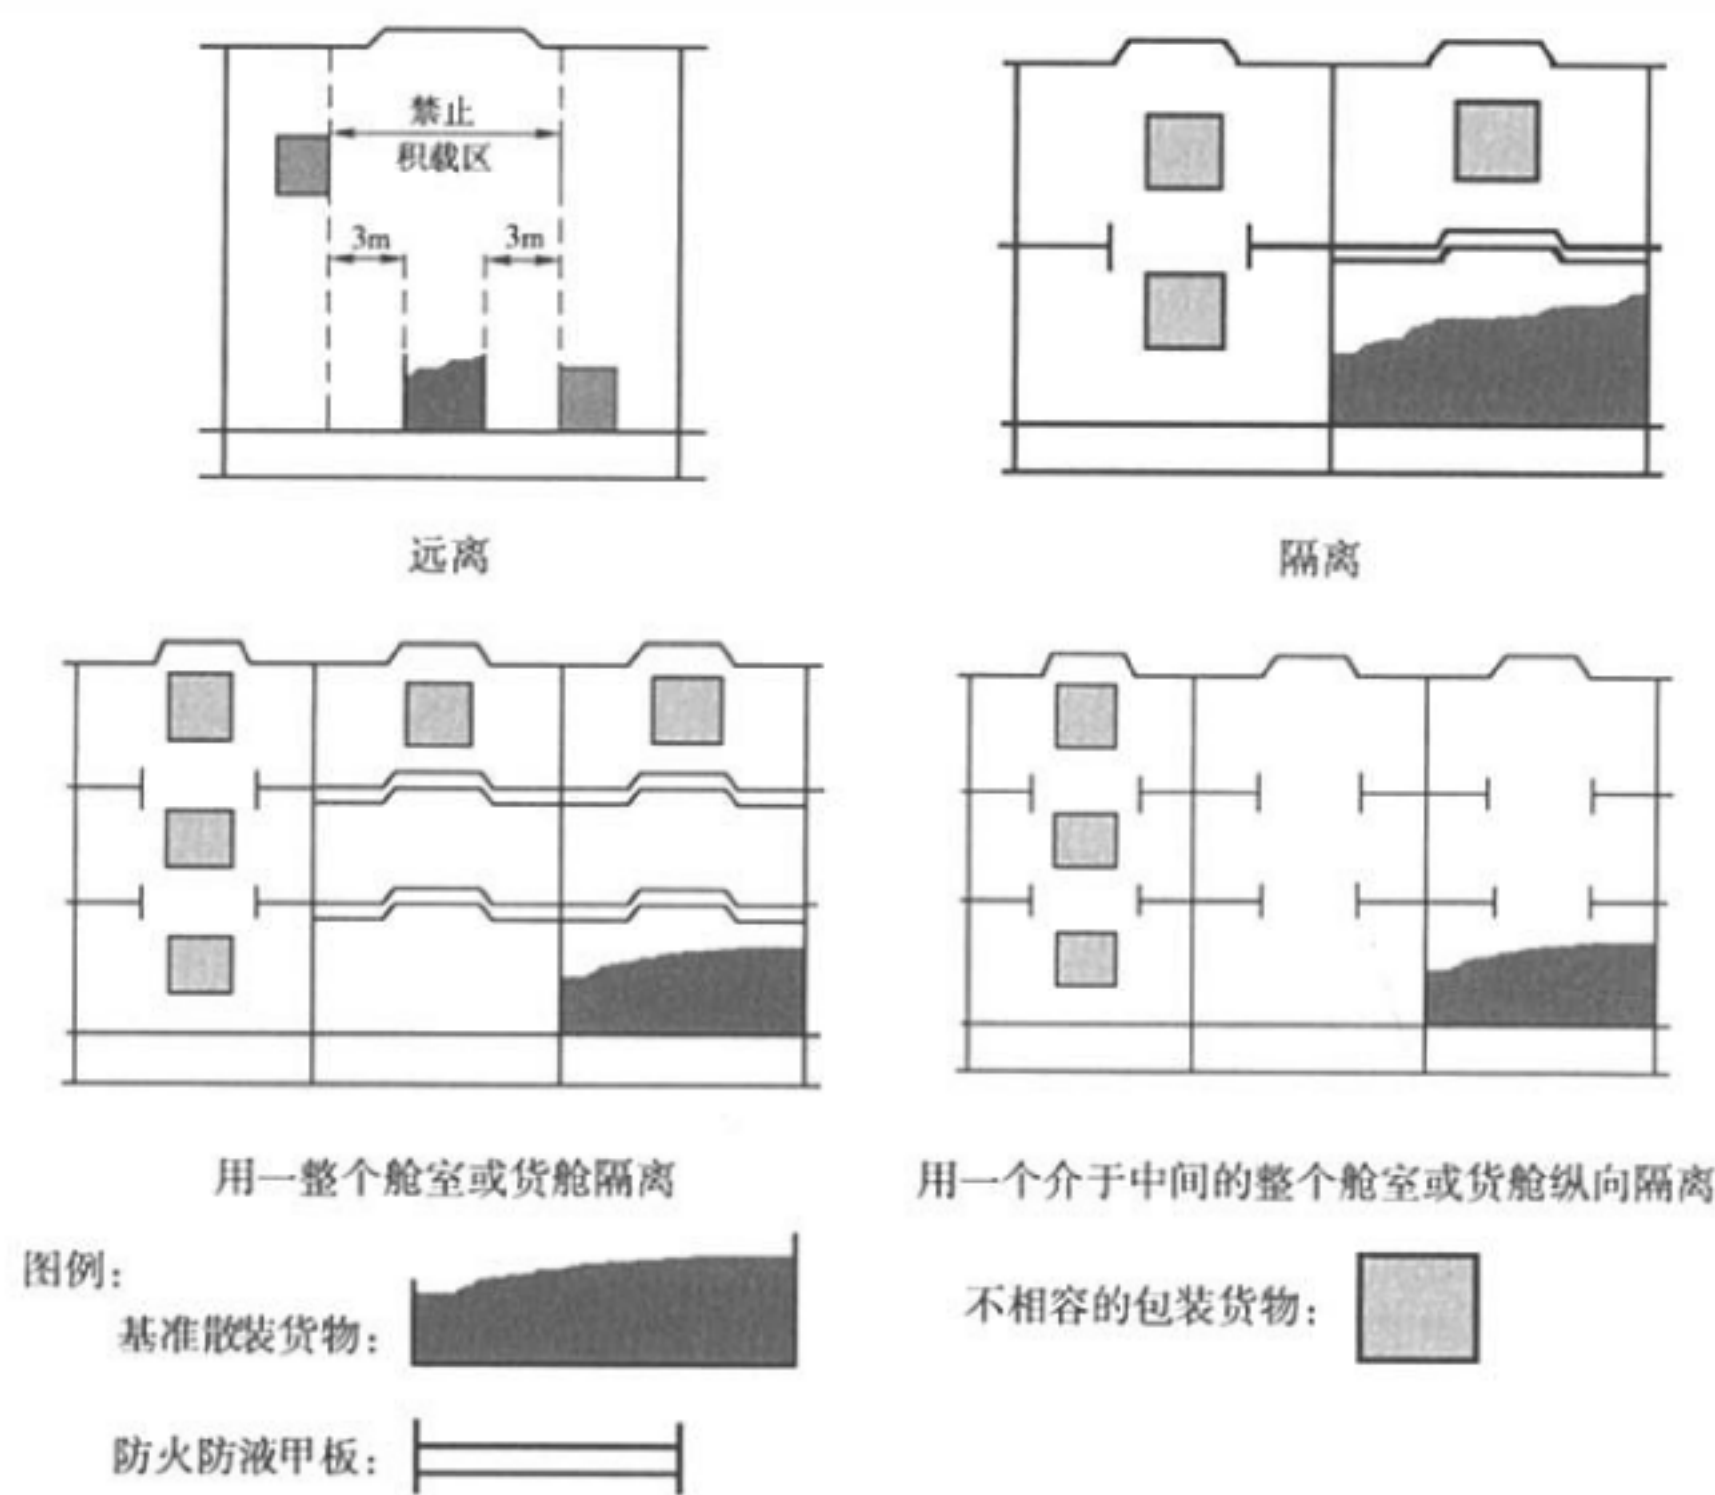 禁止
积载区
3m
3m
远离
隔离
用一整个舱室或货舱隔离
用一个介于中间的整个舱室或货舱纵向隔离
图例：
基准散装货物：
不相容的包装货物：
防火防液甲板：